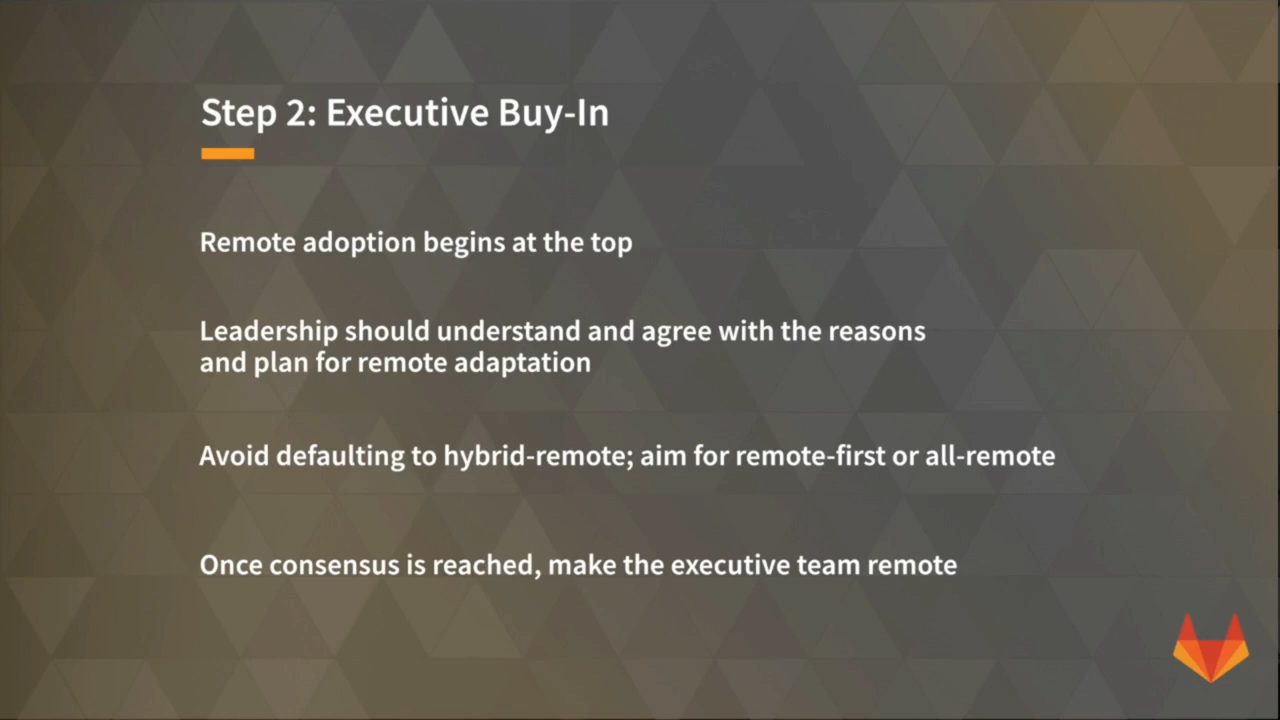 Step 2: Executive Buy-In
Remote adoption begins at the top
Leadership should understand and agree with the reasons
and plan for remote adaptation
Avoid defaulting to hybrid-remote; aim for remote-first or all-remote
Once consensus is reached, make the executive team remote